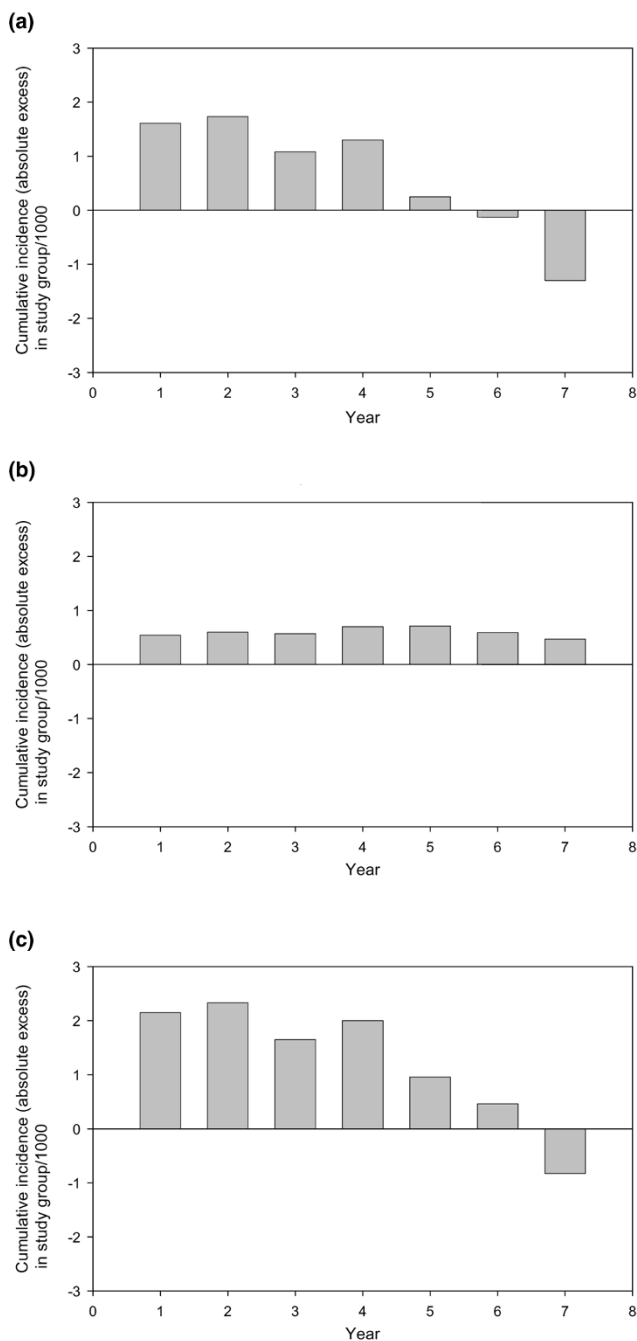 (a)
Cumulative incidence (absolute excess)
in study group/1000
3
2
1
0
-1
-2
-3
0 1 2 3 4 5 6 7 8
Year
(b)
Cumulative incidence (absolute excess)
in study group/1000
3
2
1
0
-1
-2
-3
0 1 2 3 4 5 6 7 8
Year
(c)
Cumulative incidence (absolute excess)
in study group/1000
3
2
1
0
-1
-2
-3
0 1 2 3 4 5 6 7 8
Year